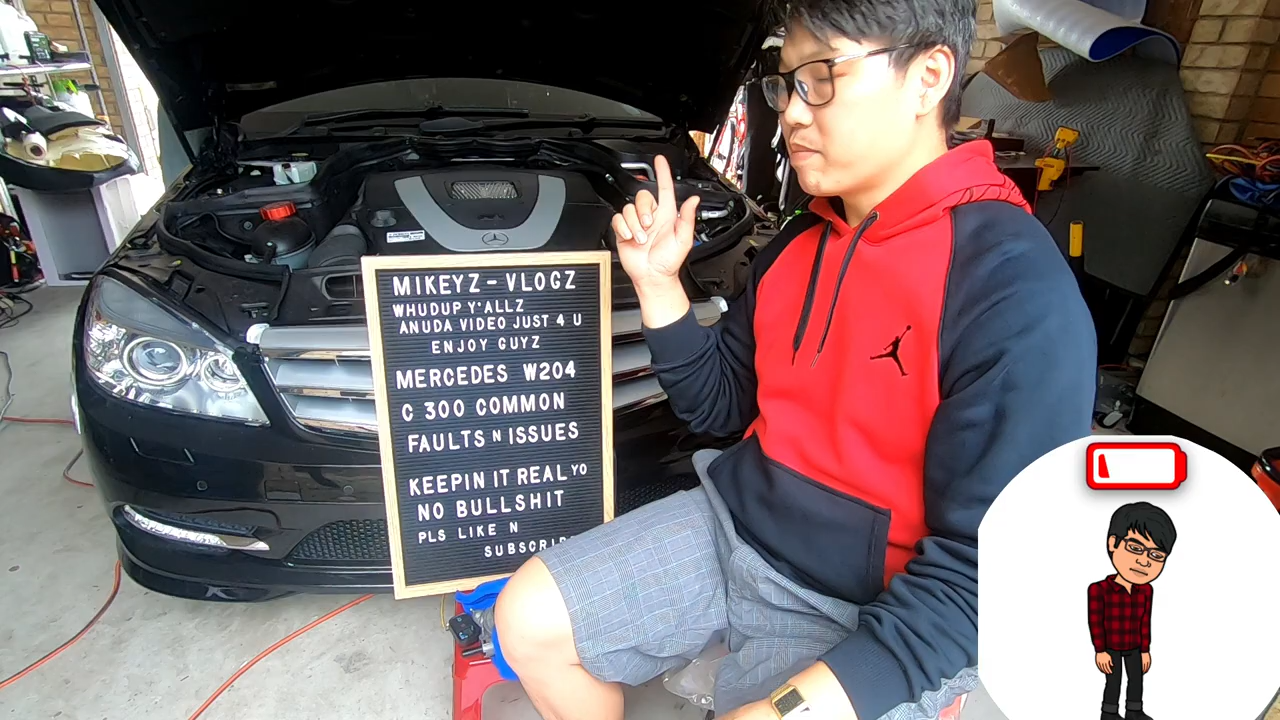 MIKEYZ-VLOGZ
WHUDUP Y'ALLZ
ANUDA VIDEO JUST 4 U
ENJOY GUYZ
MERCEDES W204
C 300 COMMON
FAULTS N ISSUES
KEEPIN IT REAL YO
NO BULLSHIT
PLS LIKE N